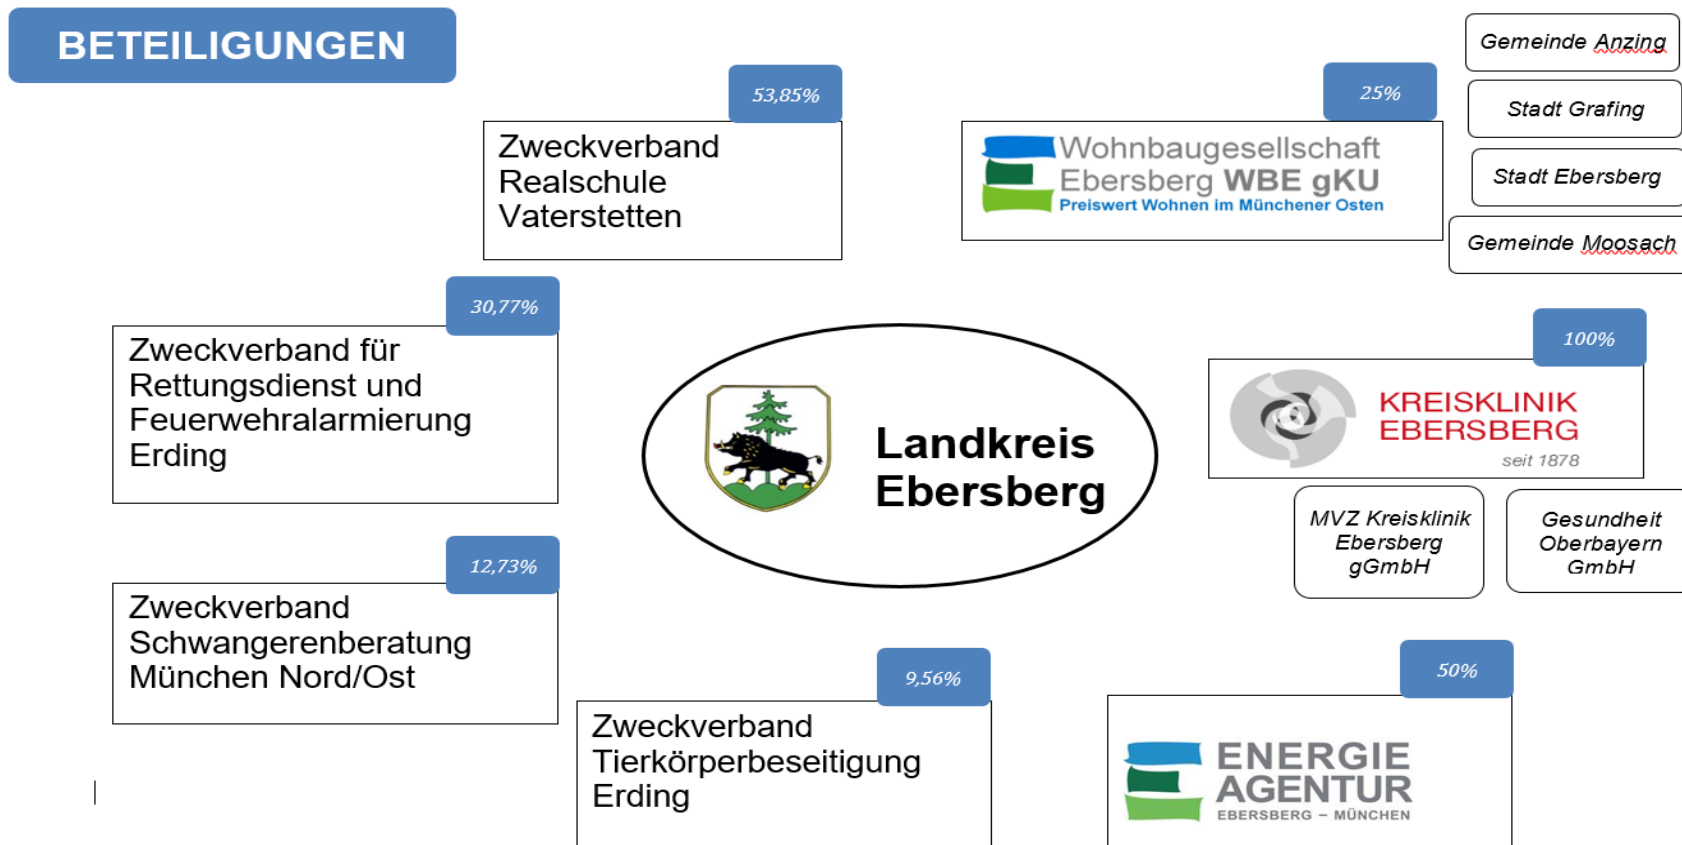 BETEILIGUNGEN
53,85%
Zweckverband
Realschule
Vaterstetten
25%
Wohnbaugesellschaft
Ebersberg WBE gKU
Preiswert Wohnen im Münchener Osten
Gemeinde Anzing
Stadt Grafing
Stadt Ebersberg
Gemeinde Moosach
30,77%
Zweckverband für
Rettungsdienst und
Feuerwehralarmierung
Erding
Landkreis
Ebersberg
100%
KREISKLINIK
EBERSBERG
seit 1878
MVZ Kreisklinik
Ebersberg
gGmbH
Gesundheit
Oberbayern
GmbH
12,73%
Zweckverband
Schwangerenberatung
München Nord/Ost
9,56%
Zweckverband
Tierkörperbeseitigung
Erding
50%
ENERGIE
AGENTUR
EBERSBERG – MÜNCHEN